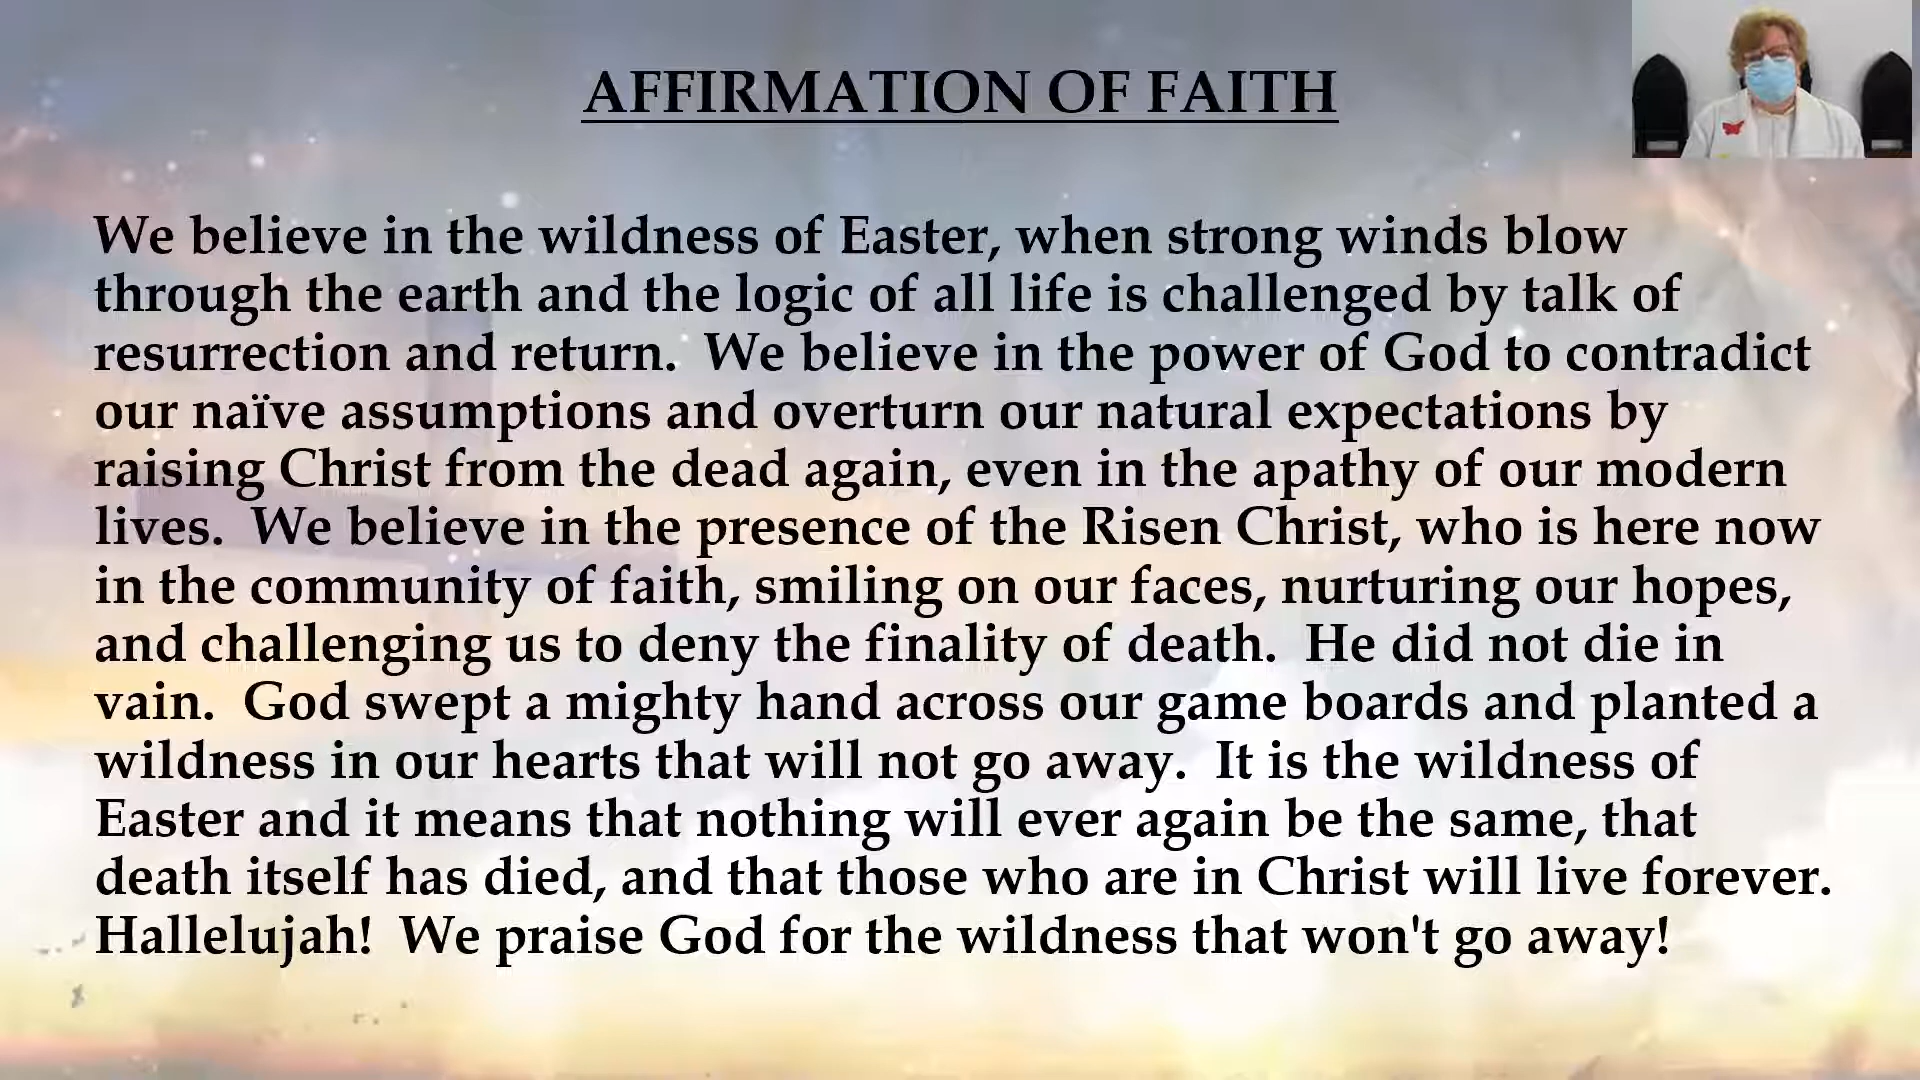 AFFIRMATION OF FAITH
We believe in the wildness of Easter, when strong winds blow
through the earth and the logic of all life is challenged by talk of
resurrection and return.  We believe in the power of God to contradict
our naïve assumptions and overturn our natural expectations by
raising Christ from the dead again, even in the apathy of our modern
lives.  We believe in the presence of the Risen Christ, who is here now
in the community of faith, smiling on our faces, nurturing our hopes,
and challenging us to deny the finality of death.  He did not die in
vain.  God swept a mighty hand across our game boards and planted a
wildness in our hearts that will not go away.  It is the wildness of
Easter and it means that nothing will ever again be the same, that
death itself has died, and that those who are in Christ will live forever.
Hallelujah!  We praise God for the wildness that won't go away!